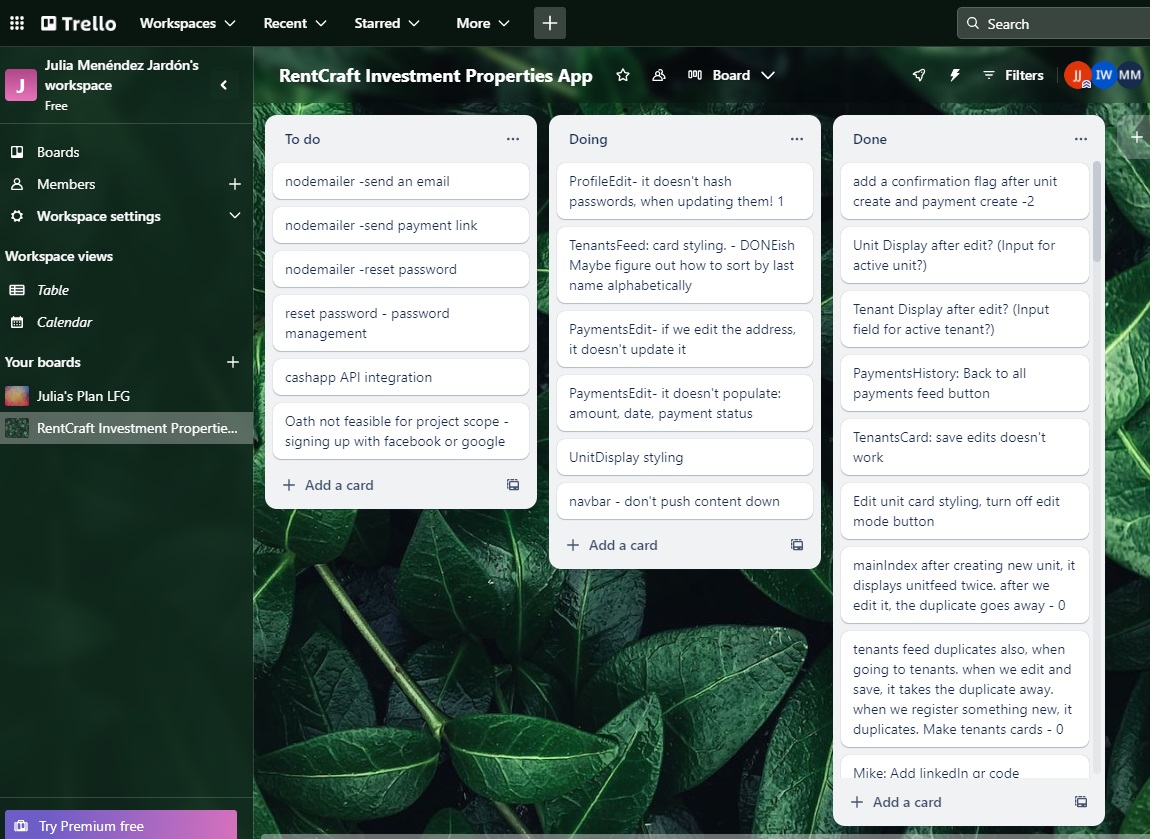 Trello
Workspaces
Recent
Starred
More
Search
J
Julia Menéndez Jardón's
workspace
Free
Boards
Members
Workspace settings
Workspace views
Table
Calendar
Your boards
Julia's Plan LFG
RentCraft Investment Propertie...
Try Premium free
RentCraft Investment Properties App
Board
Filters
JJ
IW
MM
To do
nodemailer -send an email
nodemailer -send payment link
nodemailer -reset password
reset password - password
management
cashapp API integration
Oath not feasible for project scope -
signing up with facebook or google
Add a card
Doing
ProfileEdit- it doesn't hash
passwords, when updating them! 1
TenantsFeed: card styling. - DONEish
Maybe figure out how to sort by last
name alphabetically
PaymentsEdit- if we edit the address,
it doesn't update it
PaymentsEdit- it doesn't populate:
amount, date, payment status
UnitDisplay styling
navbar - don't push content down
Add a card
Done
add a confirmation flag after unit
create and payment create -2
Unit Display after edit? (Input for
active unit?)
Tenant Display after edit? (Input
field for active tenant?)
PaymentsHistory: Back to all
payments feed button
TenantsCard: save edits doesn't
work
Edit unit card styling, turn off edit
mode button
mainIndex after creating new unit, it
displays unitfeed twice. after we
edit it, the duplicate goes away - 0
tenants feed duplicates also, when
going to tenants. when we edit and
save, it takes the duplicate away.
when we register something new, it
duplicates. Make tenants cards - 0
Mike: Add linkedIn qr code
Add a card